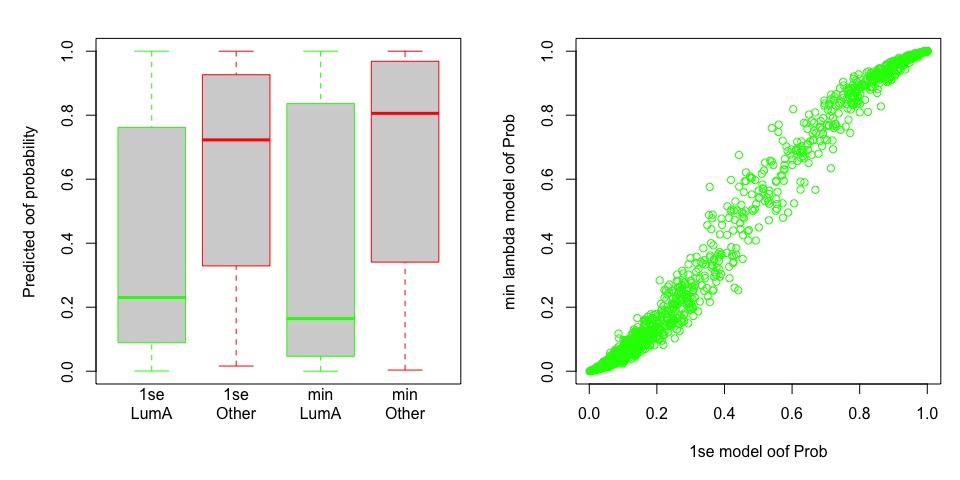 Predicted oof probability
1.0
0.8
0.6
0.4
0.2
0.0
1se
LumA
1se
Other
min
LumA
min
Other
min lambda model oof Prob
1.0
0.8
0.6
0.4
0.2
0.0
0.0 0.2 0.4 0.6 0.8 1.0
1se model oof Prob